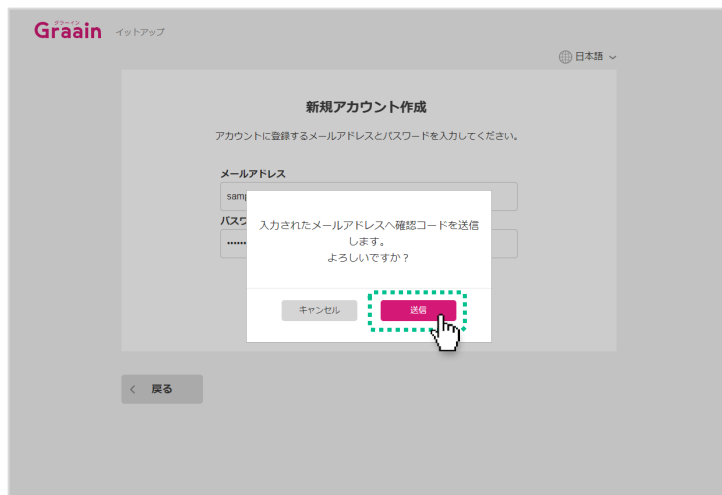 グラーイン
Graain イットアップ
日本語
新規アカウント作成
アカウントに登録するメールアドレスとパスワードを入力してください。
メールアドレス
samp
パスワ
入力されたメールアドレスへ確認コードを送信
します。
よろしいですか？
キャンセル
送信
戻る